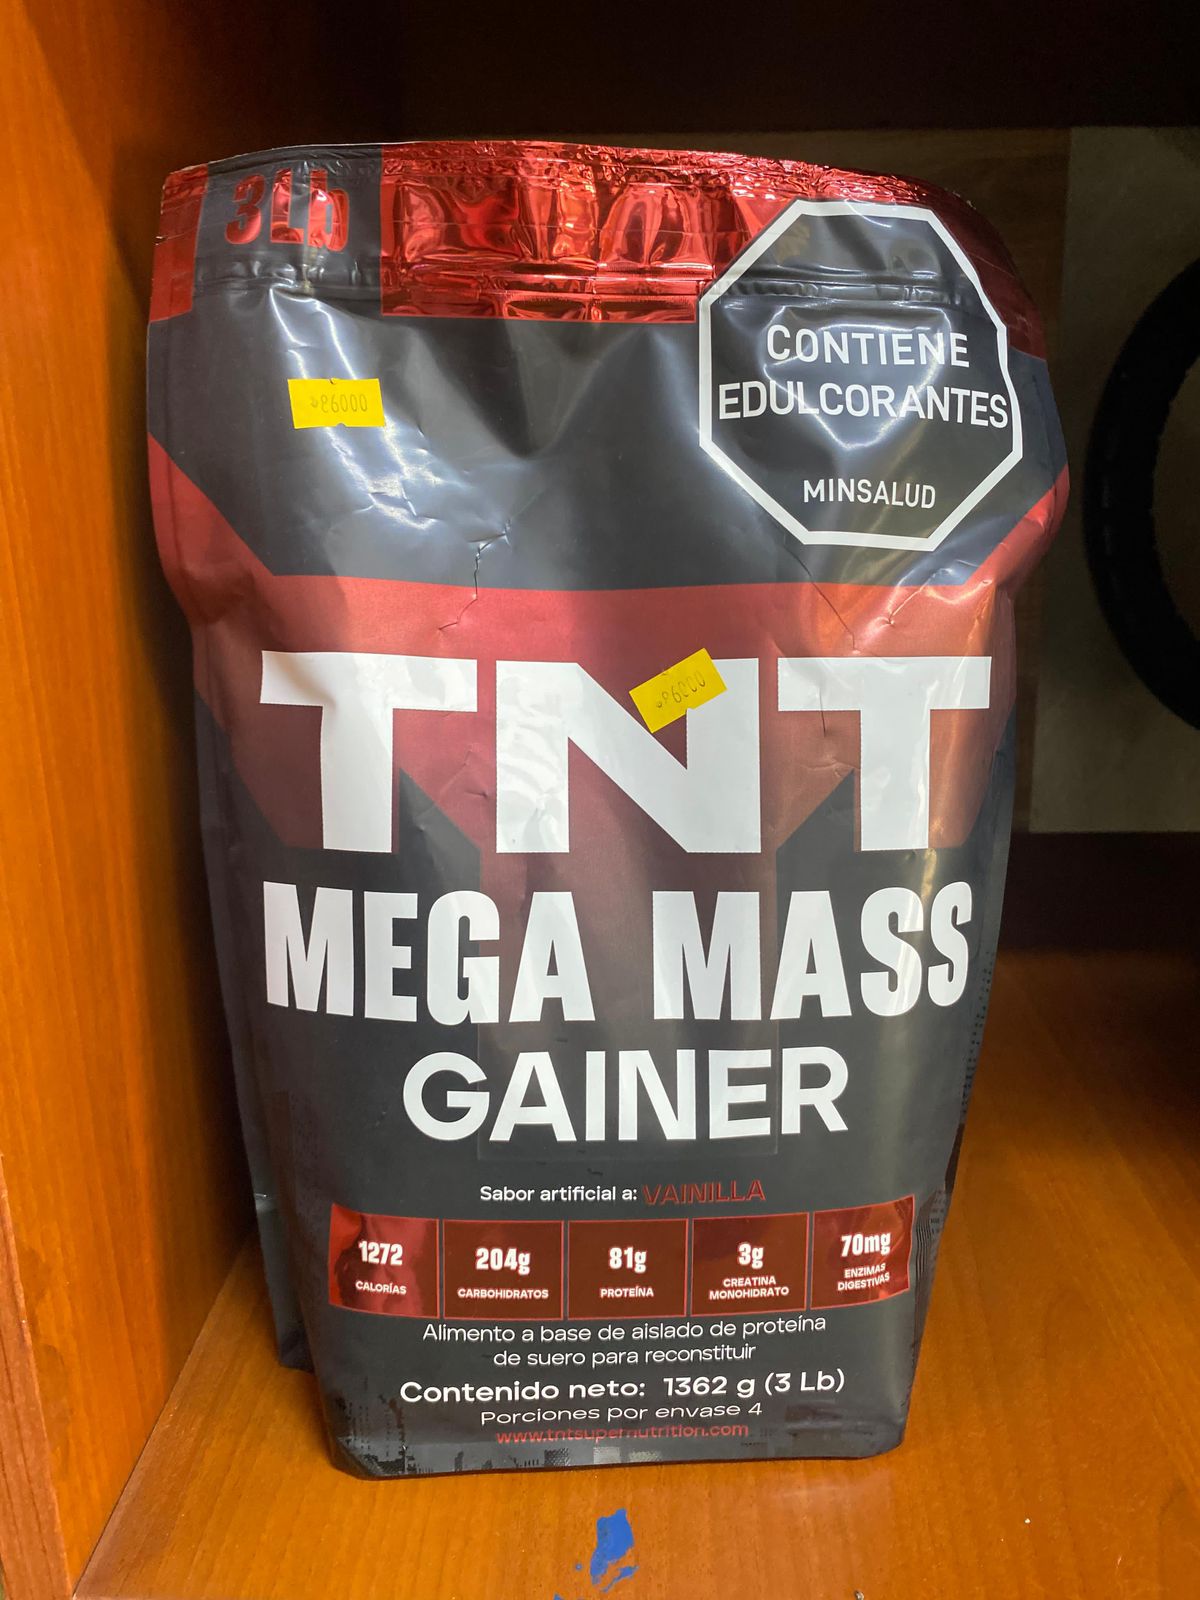 3Lb
CONTIENE
EDULCORANTES
MINSALUD
TNT
MEGA MASS
GAINER
Sabor artificial a: VAINILLA
1272
CALORÍAS
204g
CARBOHIDRATOS
81g
PROTEÍNA
3g
CREATINA
MONOHIDRATO
70mg
ENZIMAS
DIGESTIVAS
Alimento a base de aislado de proteína
de suero para reconstituir
Contenido neto: 1362 g (3 Lb)
Porciones por envase 4
www.tntsupernutrition.com